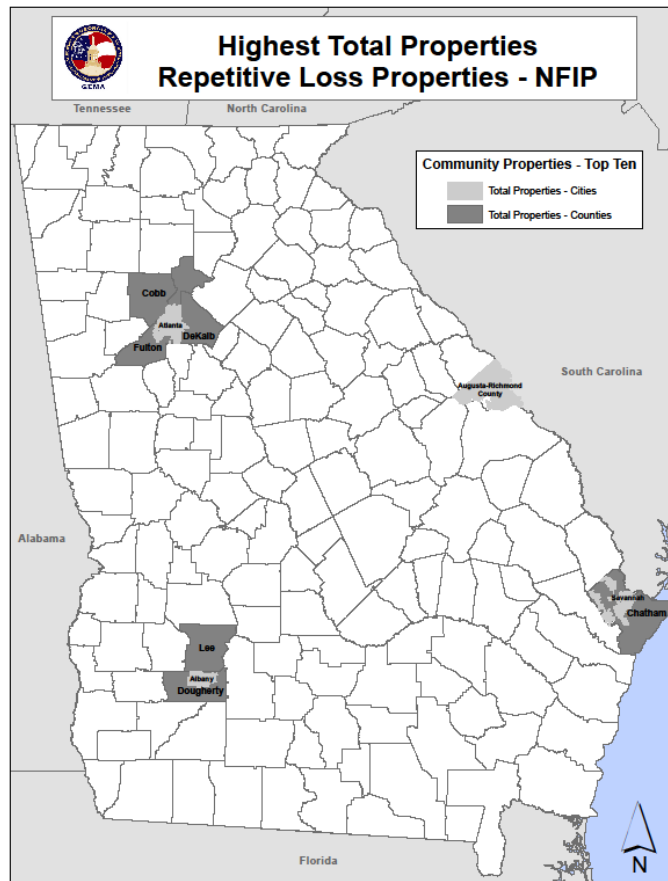 Highest Total Properties
Repetitive Loss Properties - NFIP
GEMA
Tennessee
North Carolina
Community Properties - Top Ten
Total Properties - Cities
Total Properties - Counties
Cobb
Atlanta
DeKalb
Fulton
South Carolina
Augusta-Richmond
County
Alabama
Savannah
Chatham
Lee
Albany
Dougherty
Florida
N